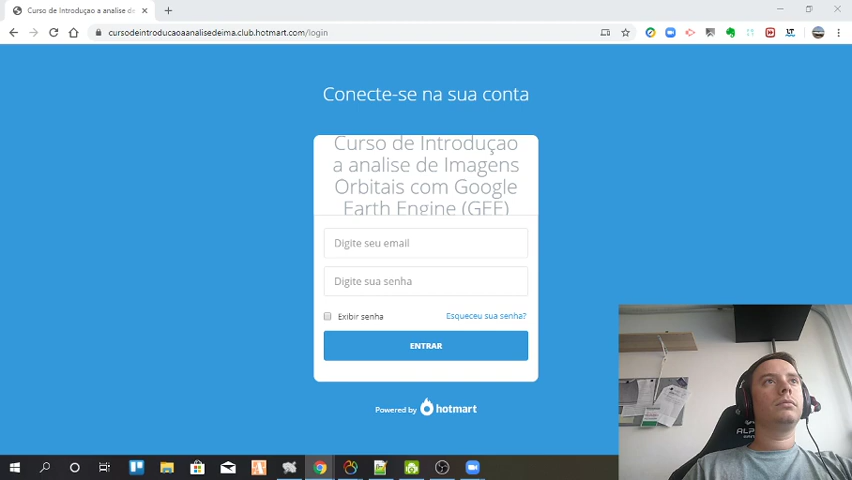 Curso de Introduçao a analise de
cursodeintroducaoaanalisedeima.club.hotmart.com/login
Conecte-se na sua conta
Curso de Introduçao
a analise de Imagens
Orbitais com Google
Earth Engine (GEE)
Digite seu email
Digite sua senha
Exibir senha
Esqueceu sua senha?
ENTRAR
Powered by hotmart